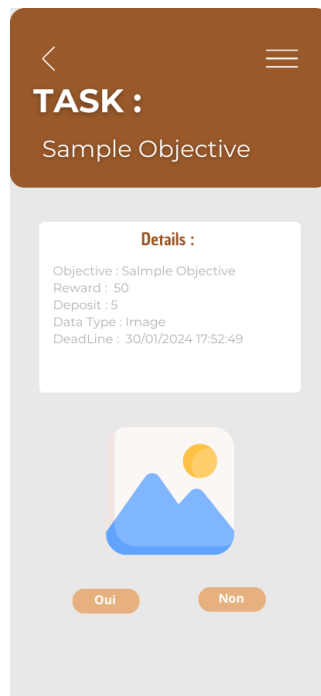 TASK :
Sample Objective
Details :
Objective : Salmple Objective
Reward :  50
Deposit : 5
Data Type : Image
DeadLine :  30/01/2024 17:52:49
Oui
Non